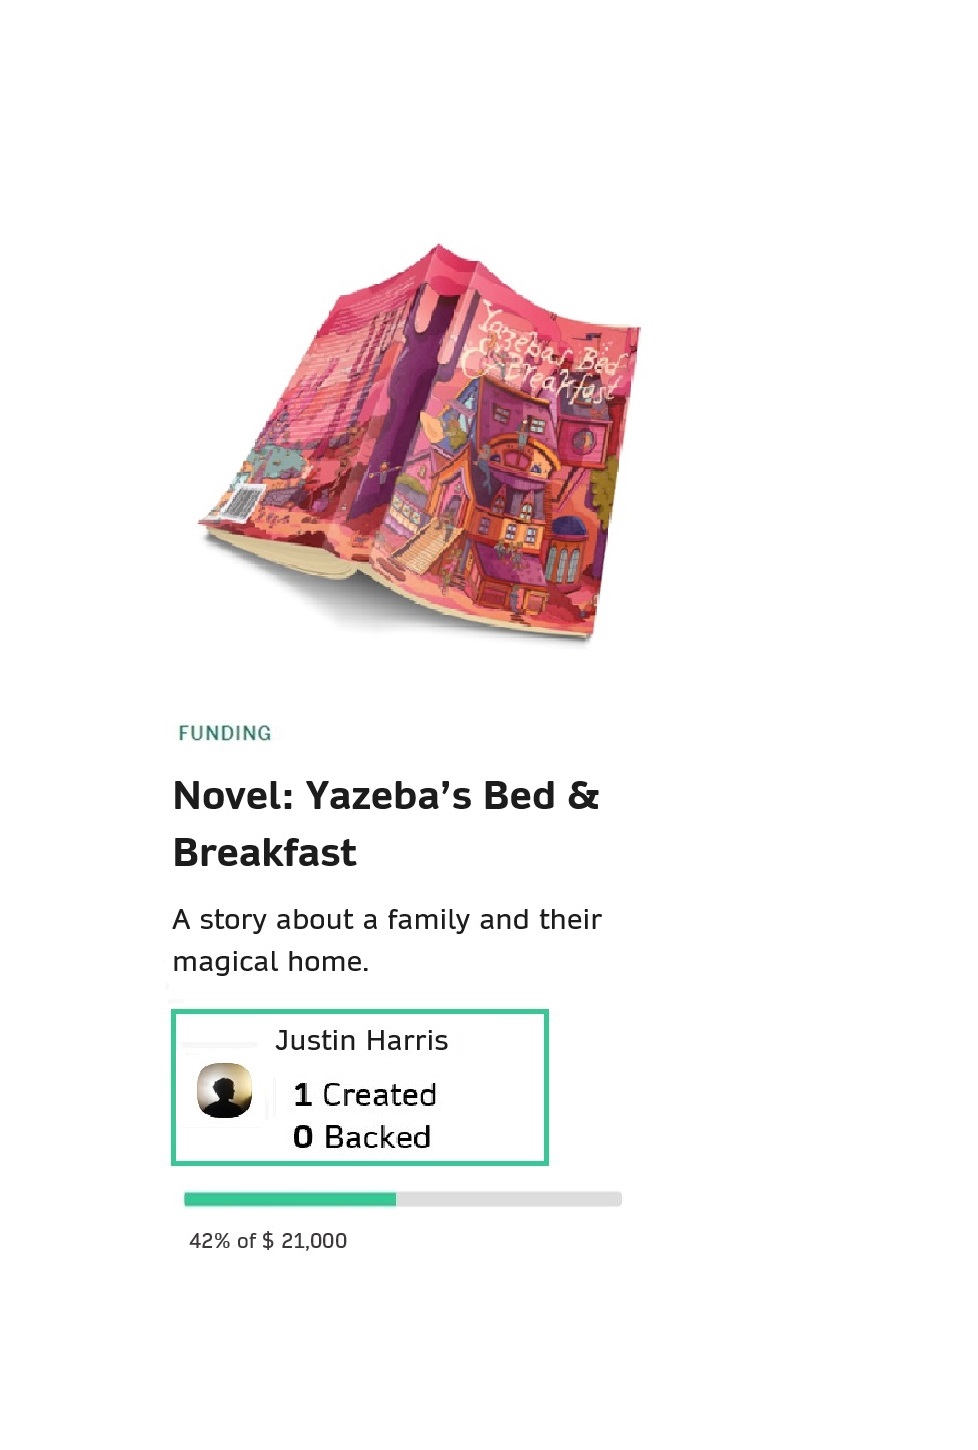 Yazeba's Bed
& Breakfast
FUNDING
Novel: Yazeba’s Bed &
Breakfast
A story about a family and their
magical home.
Justin Harris
1 Created
0 Backed
42% of $ 21,000